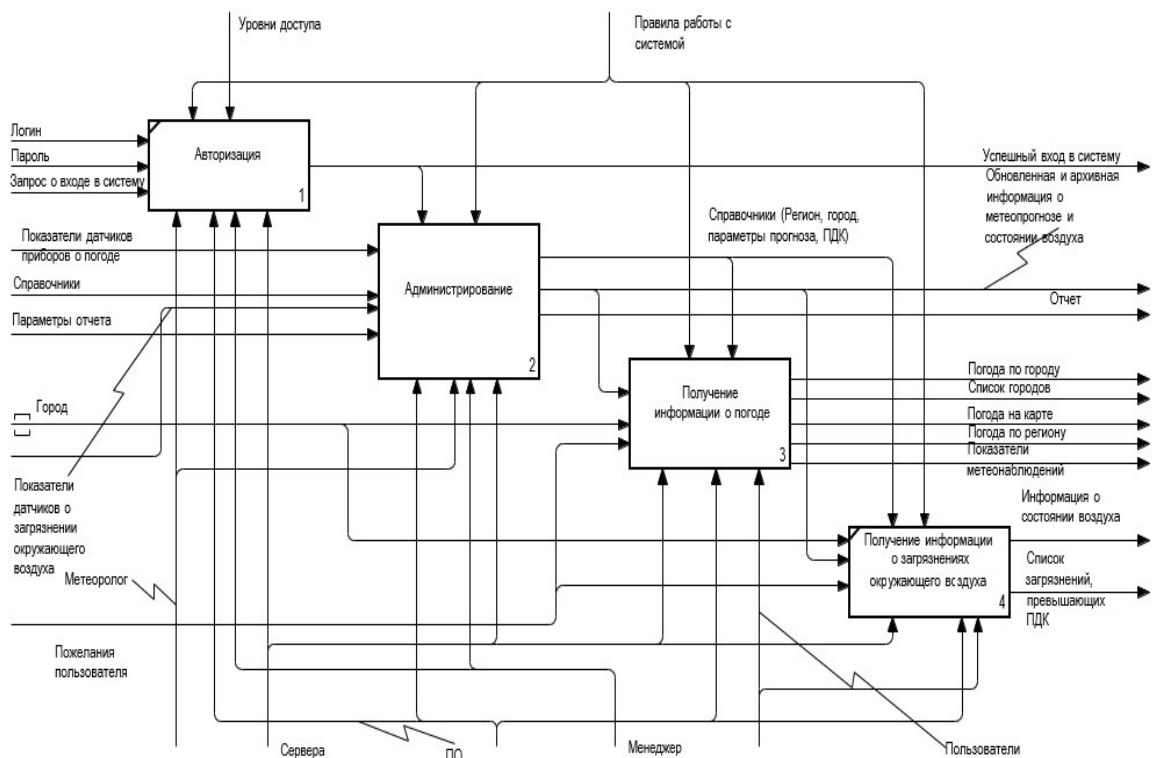 Уровни доступа
Правила работы с
системой
Логин
Пароль
Запрос о входе в систему
Авторизация
1
Успешный вход в систему
Обновленная и архивная
информация о
метеопрогнозе и
состоянии воздуха
Справочники (Регион, город,
параметры прогноза, ПДК)
Показатели датчиков
приборов о погоде
Справочники
Параметры отчета
Администрирование
2
Отчет
Город
Получение
информации о погоде
3
Погода по городу
Список городов
Погода на карте
Погода по региону
Показатели
метеонаблюдений
Показатели
датчиков о
загрязнении
окружающего
воздуха
Метеоролог
Информация о
состоянии воздуха
Получение информации
о загрязнениях
окружающего воздуха
4
Список
загрязнений,
превышающих
ПДК
Пожелания
пользователя
Сервера
ПО
Менеджер
Пользователи